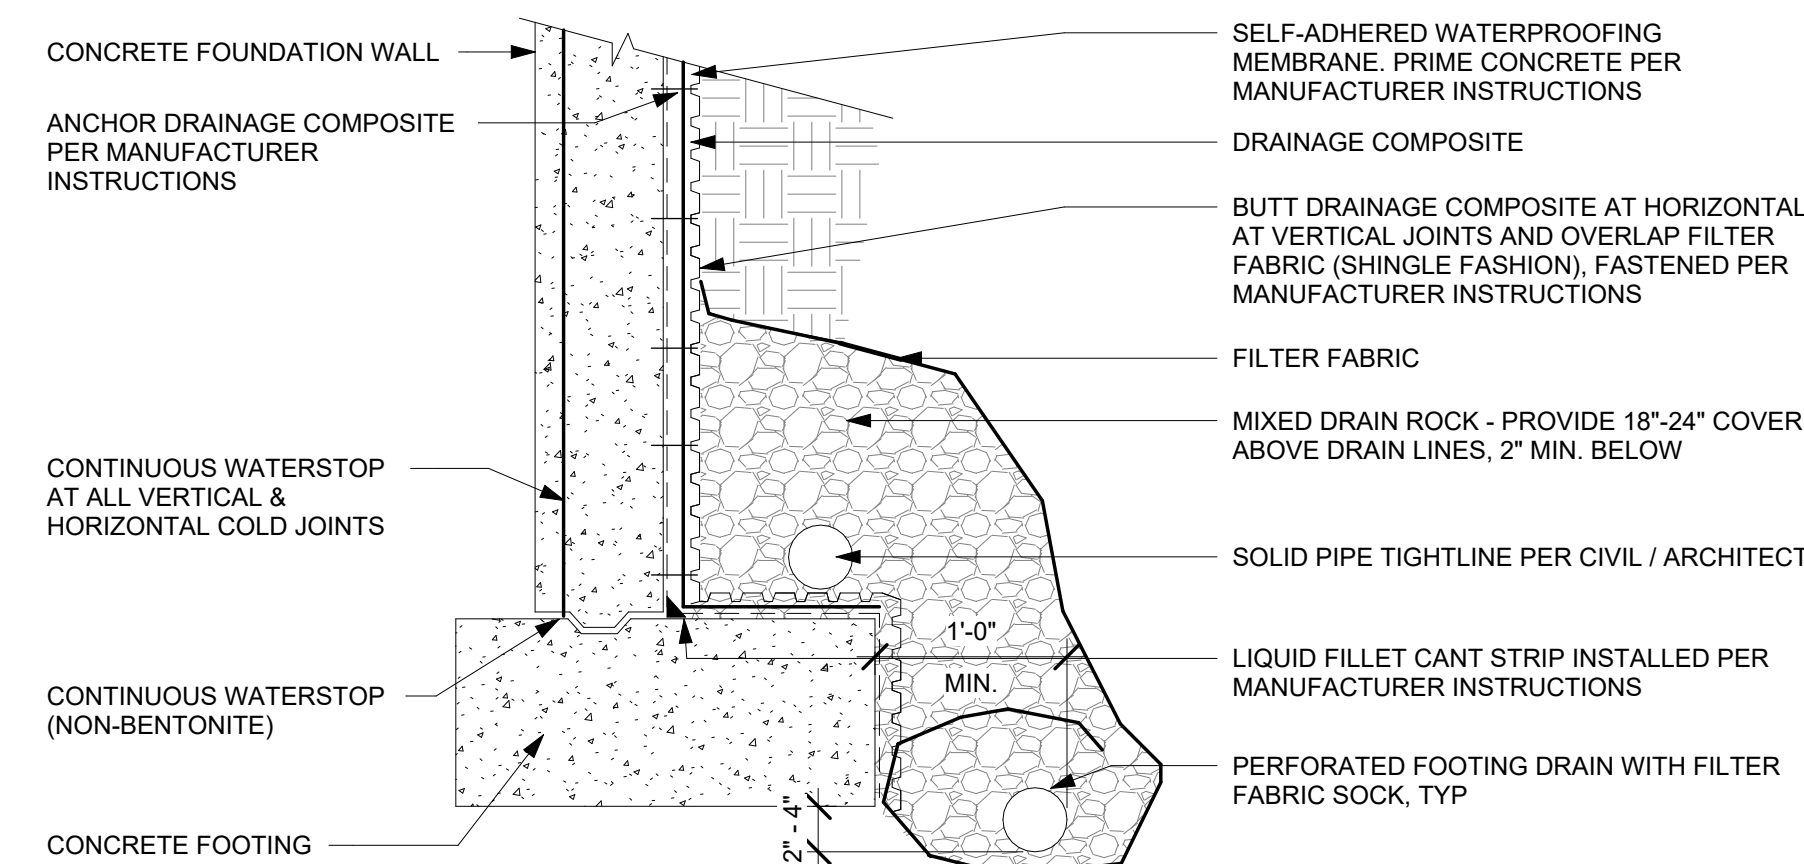 CONCRETE FOUNDATION WALL
ANCHOR DRAINAGE COMPOSITE
PER MANUFACTURER
INSTRUCTIONS
CONTINUOUS WATERSTOP
AT ALL VERTICAL &
HORIZONTAL COLD JOINTS
CONTINUOUS WATERSTOP
(NON-BENTONITE)
CONCRETE FOOTING
SELF-ADHERED WATERPROOFING
MEMBRANE. PRIME CONCRETE PER
MANUFACTURER INSTRUCTIONS
DRAINAGE COMPOSITE
BUTT DRAINAGE COMPOSITE AT HORIZONTAL
AT VERTICAL JOINTS AND OVERLAP FILTER
FABRIC (SHINGLE FASHION), FASTENED PER
MANUFACTURER INSTRUCTIONS
FILTER FABRIC
MIXED DRAIN ROCK - PROVIDE 18"-24" COVER
ABOVE DRAIN LINES, 2" MIN. BELOW
SOLID PIPE TIGHTLINE PER CIVIL / ARCHITECT
1'-0"
MIN.
LIQUID FILLET CANT STRIP INSTALLED PER
MANUFACTURER INSTRUCTIONS
PERFORATED FOOTING DRAIN WITH FILTER
FABRIC SOCK, TYP
2" - 4"